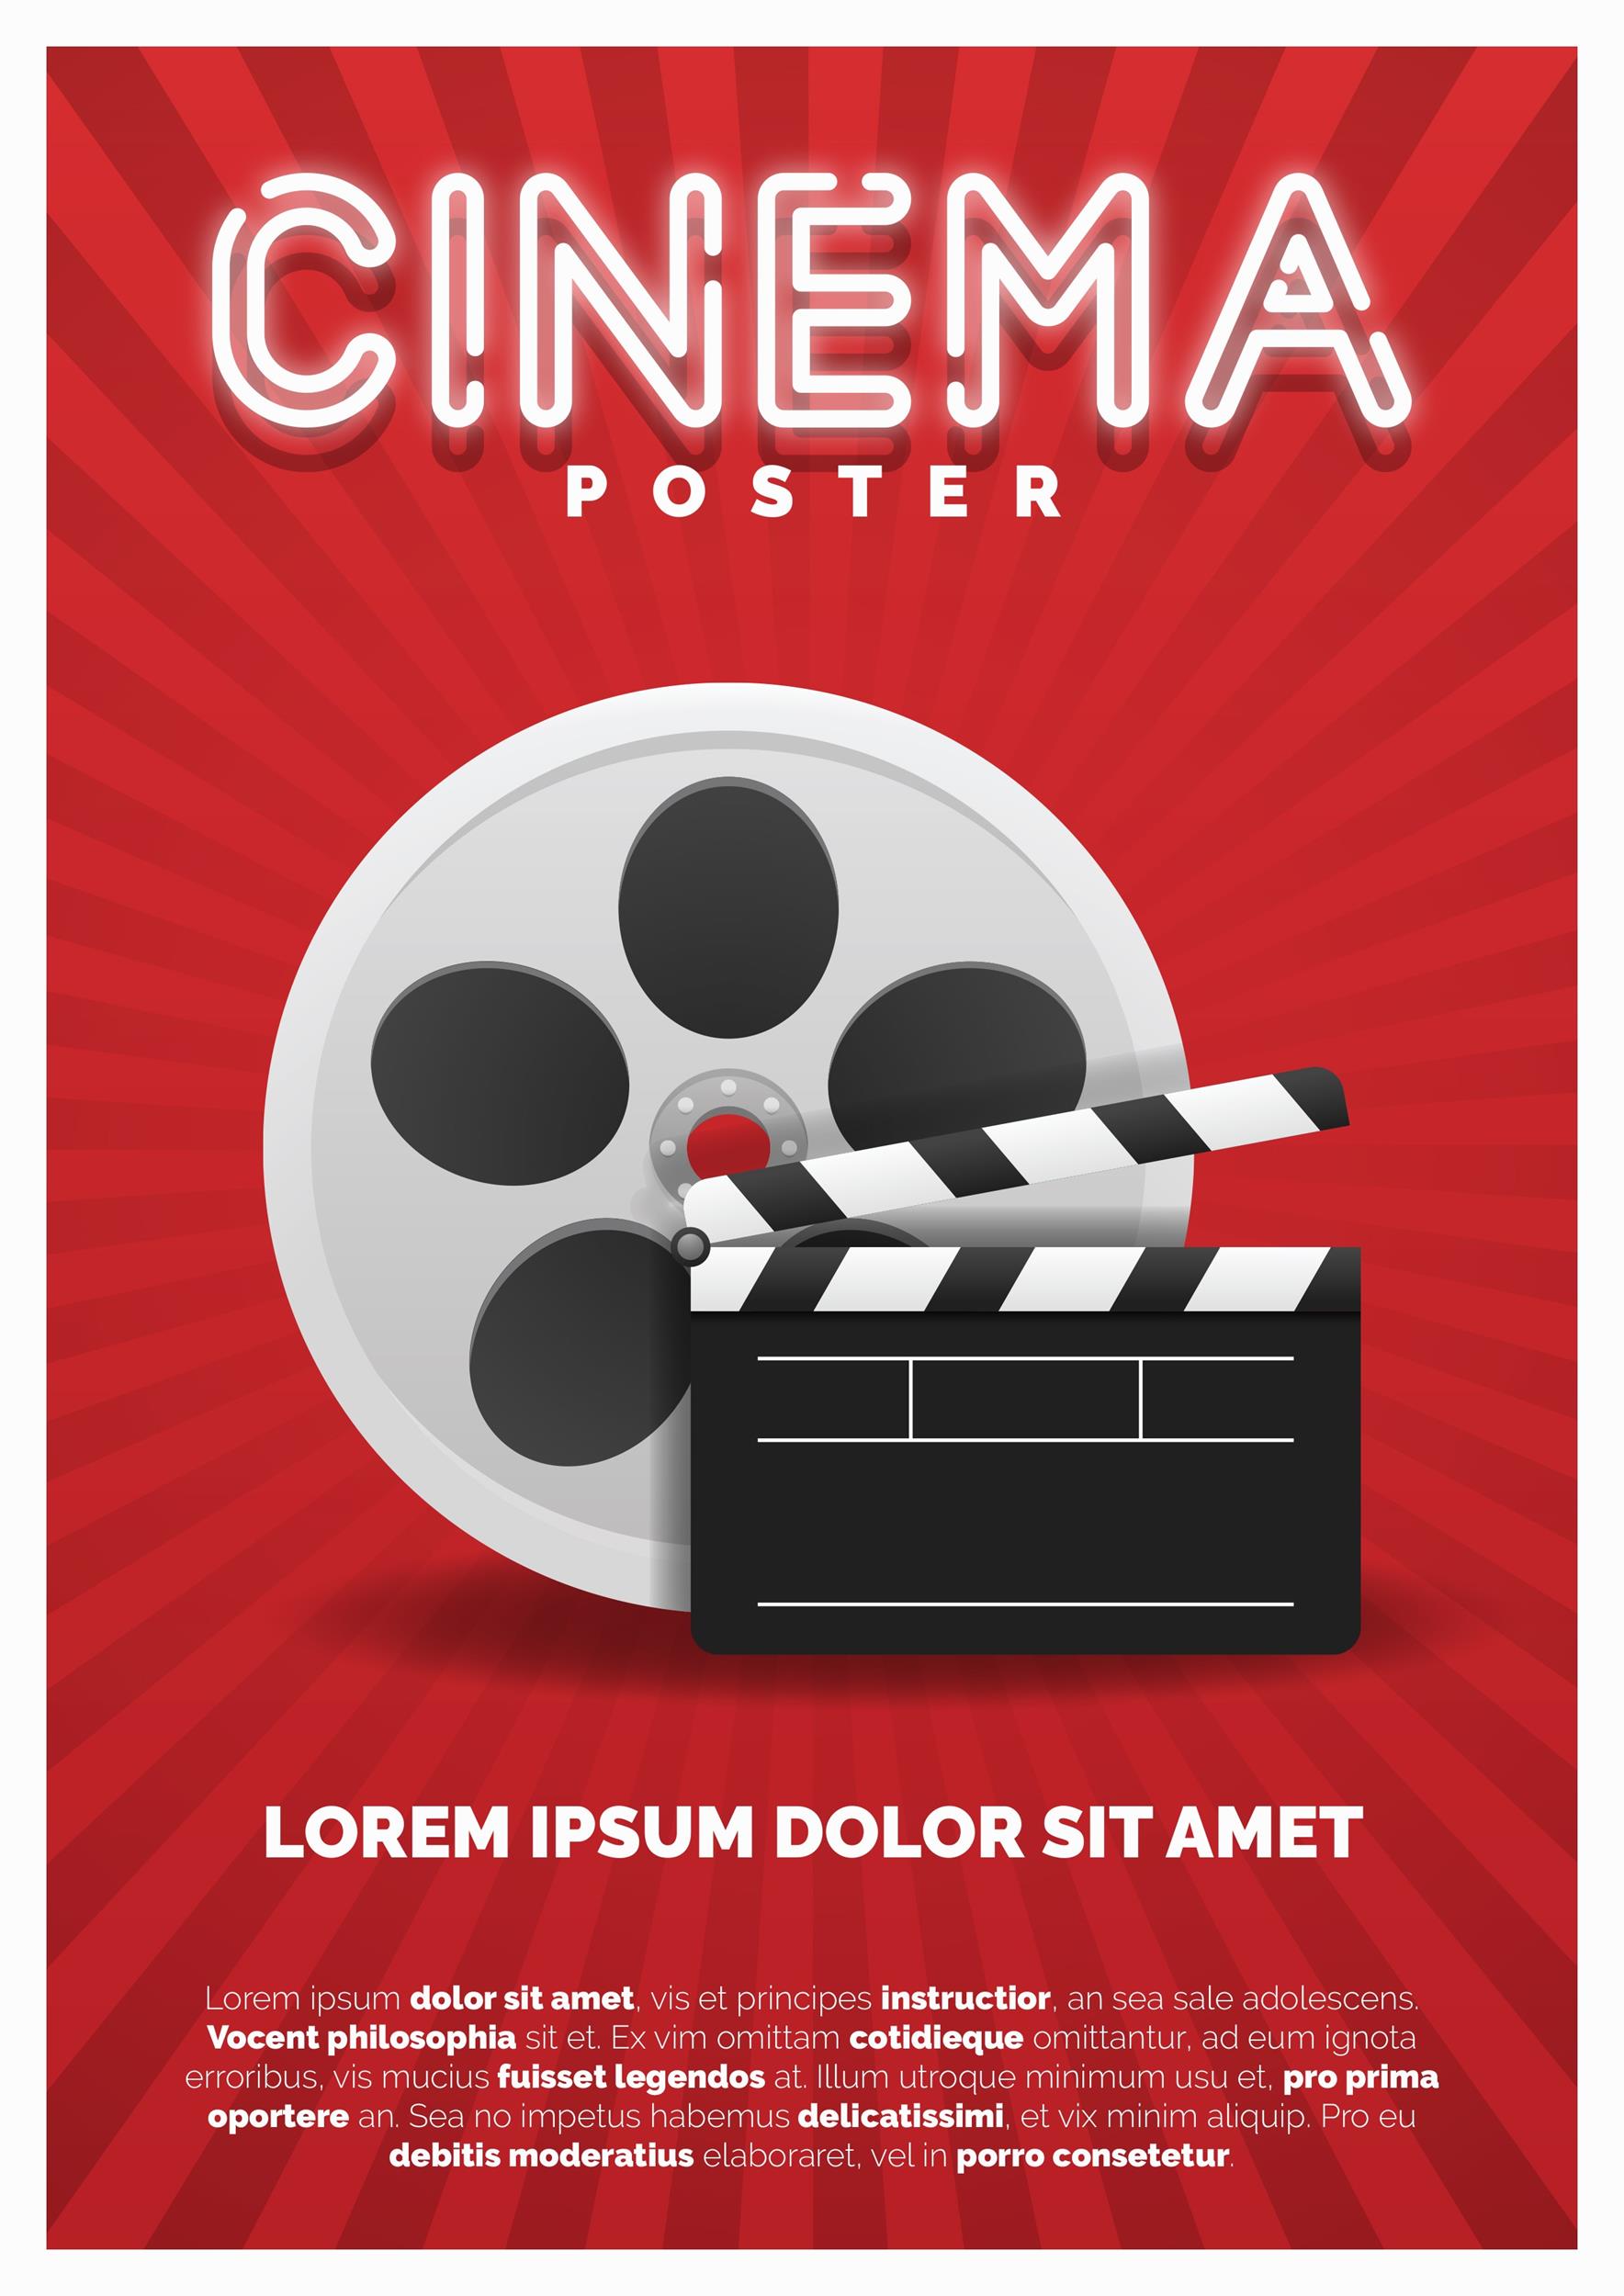 CINEMA
POSTER
LOREM IPSUM DOLOR SIT AMET
Lorem ipsum dolor sit amet, vis et principes instructior, an sea sale adolescens.
Vocent philosophia sit et. Ex vim omittam cotidieque omittantur, ad eum ignota
erroribus, vis mucius fuisset legendos at. Illum utroque minimum usu et, pro prima
oportere an. Sea no impetus habemus delicatissimi, et vix minim aliquip. Pro eu
debitis moderatius elaboraret, vel in porro consetetur.